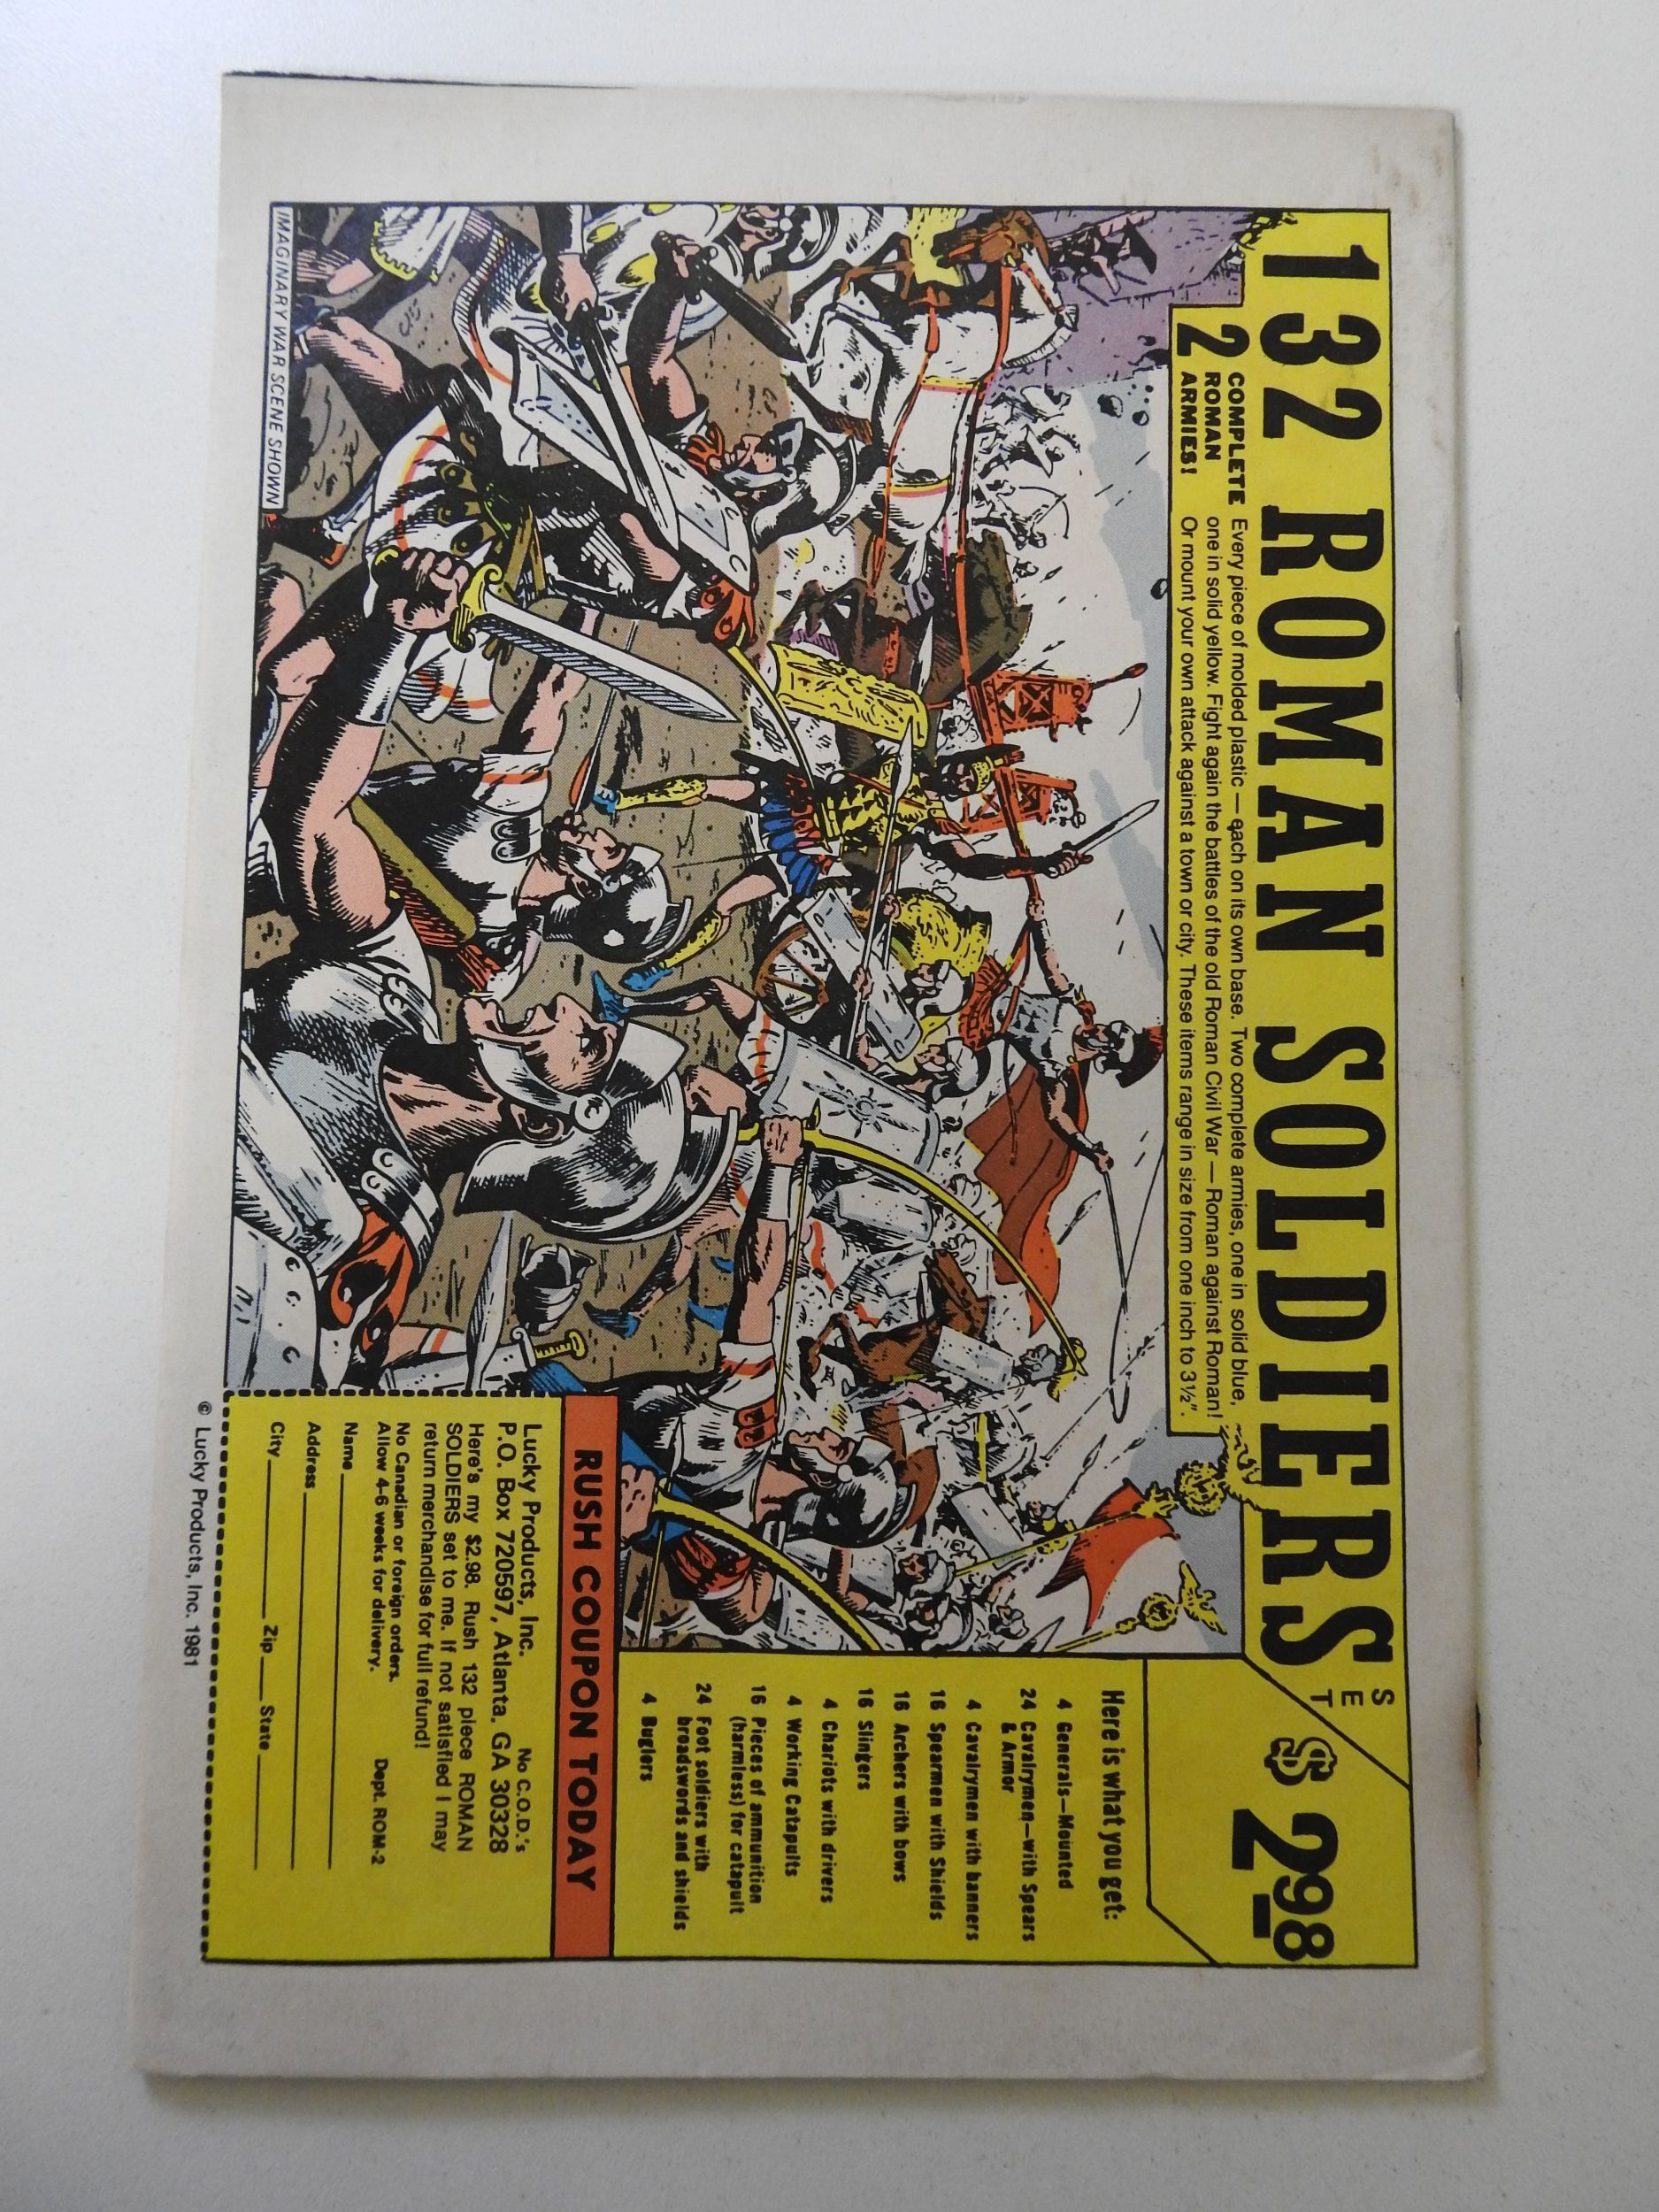 132 ROMAN SOLDIERS
SET
$2.98
2 COMPLETE
ROMAN
ARMIES!
Every piece of molded plastic — each on its own base. Two complete armies, one in solid blue,
one in solid yellow. Fight again the battles of the old Roman Civil War — Roman against Roman!
Or mount your own attack against a town or city. These items range in size from one inch to 3½".
Here is what you get:
4 Generals—Mounted
24 Cavalrymen—with Spears
& Armor
4 Cavalrymen with banners
16 Spearmen with Shields
16 Archers with bows
16 Slingers
4 Chariots with drivers
4 Working Catapults
16 Pieces of ammunition
(harmless) for catapult
24 Foot soldiers with
broadswords and shields
4 Buglers
IMAGINARY WAR SCENE SHOWN
RUSH COUPON TODAY
Lucky Products, Inc. No C.O.D.'s
P.O. Box 720597, Atlanta, GA 30328
Here's my $2.98. Rush 132 piece ROMAN
SOLDIERS set to me. If not satisfied I may
return merchandise for full refund!
No Canadian or foreign orders.
Allow 4-6 weeks for delivery. Dept. ROM-2
Name
Address
City Zip State
© Lucky Products, Inc. 1981